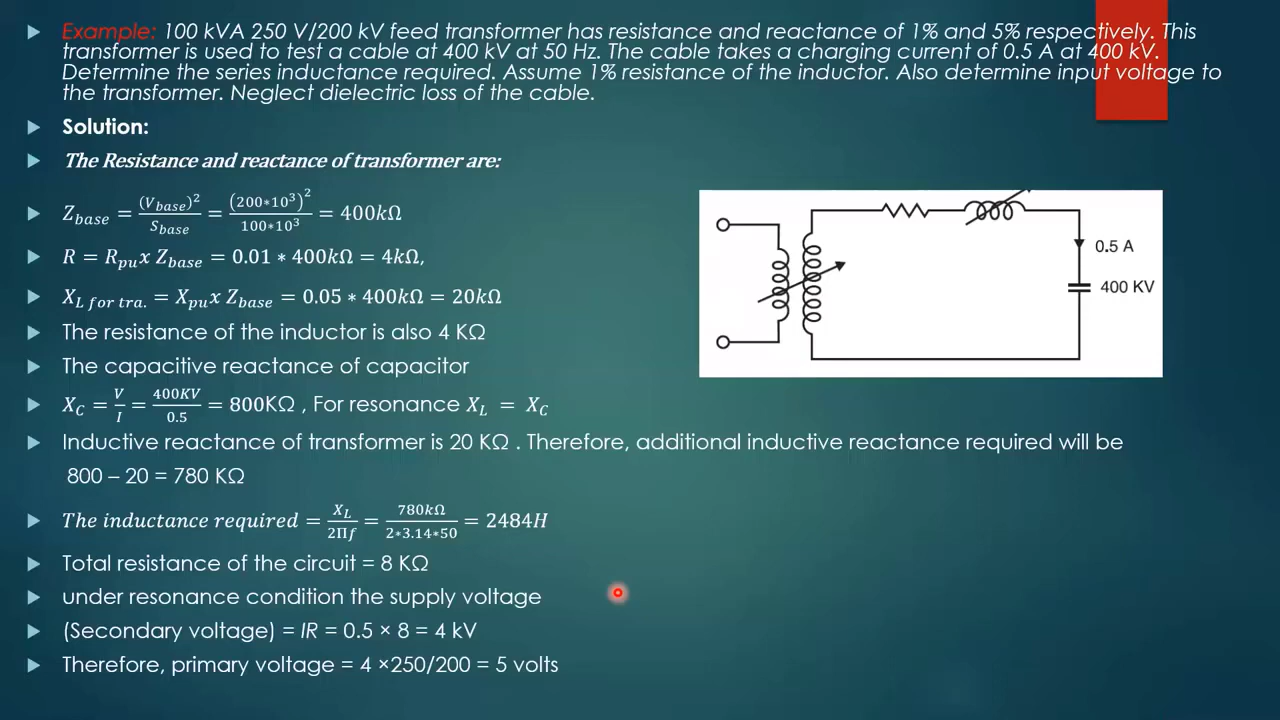 Example: 100 kVA 250 V/200 kV feed transformer has resistance and reactance of 1% and 5% respectively. This
transformer is used to test a cable at 400 kV at 50 Hz. The cable takes a charging current of 0.5 A at 400 kV.
Determine the series inductance required. Assume 1% resistance of the inductor. Also determine input voltage to
the transformer. Neglect dielectric loss of the cable.
Solution:
The Resistance and reactance of transformer are:
Z_base = (V_base)²/S_base = (200*10³)²/(100*10³) = 400kΩ
R = R_pu x Z_base = 0.01 * 400kΩ = 4kΩ,
X_L for tra. = X_pu x Z_base = 0.05 * 400kΩ = 20kΩ
The resistance of the inductor is also 4 KΩ
The capacitive reactance of capacitor
X_C = V/I = 400KV/0.5 = 800KΩ , For resonance X_L = X_C
Inductive reactance of transformer is 20 KΩ . Therefore, additional inductive reactance required will be
800 – 20 = 780 KΩ
The inductance required = X_L/2Πf = 780kΩ/(2*3.14*50) = 2484H
Total resistance of the circuit = 8 KΩ
under resonance condition the supply voltage
(Secondary voltage) = IR = 0.5 × 8 = 4 kV
Therefore, primary voltage = 4 ×250/200 = 5 volts
0.5 A
400 KV